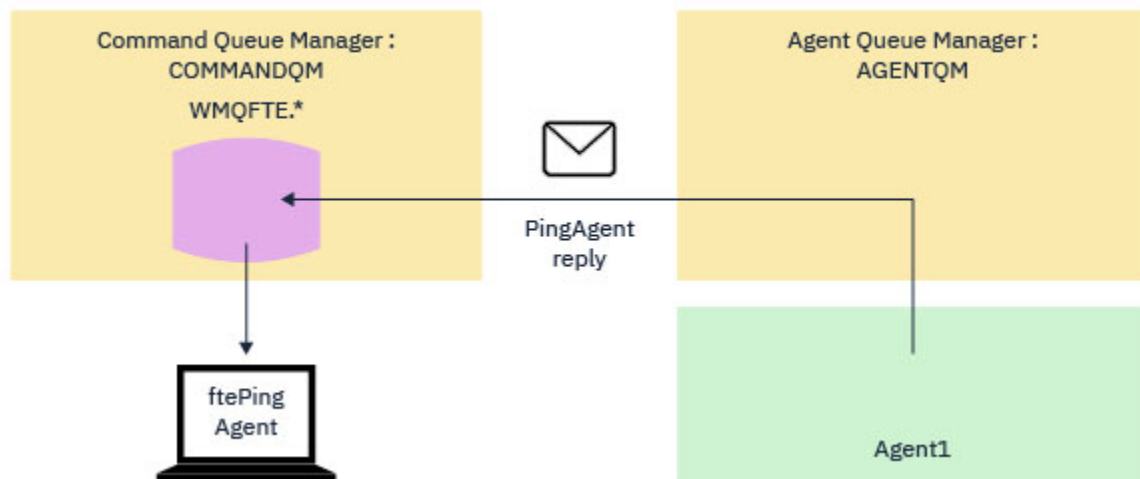 Command Queue Manager :
COMMANDQM
WMQFTE.*
Agent Queue Manager :
AGENTQM
PingAgent
reply
ftePing
Agent
Agent1